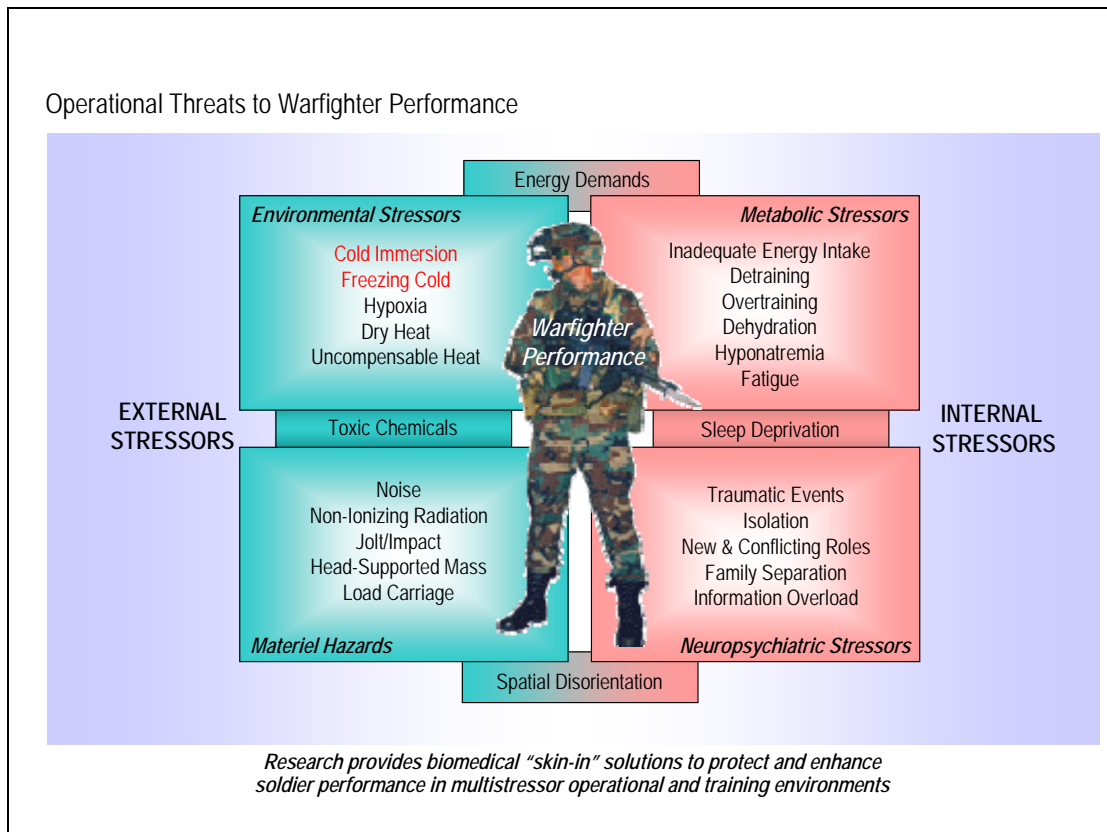 Operational Threats to Warfighter Performance
Energy Demands
Environmental Stressors
Cold Immersion
Freezing Cold
Hypoxia
Dry Heat
Uncompensable Heat
Metabolic Stressors
Inadequate Energy Intake
Detraining
Overtraining
Dehydration
Hyponatremia
Fatigue
Warfighter
Performance
EXTERNAL
STRESSORS
Toxic Chemicals
Sleep Deprivation
INTERNAL
STRESSORS
Noise
Non-Ionizing Radiation
Jolt/Impact
Head-Supported Mass
Load Carriage
Materiel Hazards
Traumatic Events
Isolation
New & Conflicting Roles
Family Separation
Information Overload
Neuropsychiatric Stressors
Spatial Disorientation
Research provides biomedical “skin-in” solutions to protect and enhance
soldier performance in multistressor operational and training environments